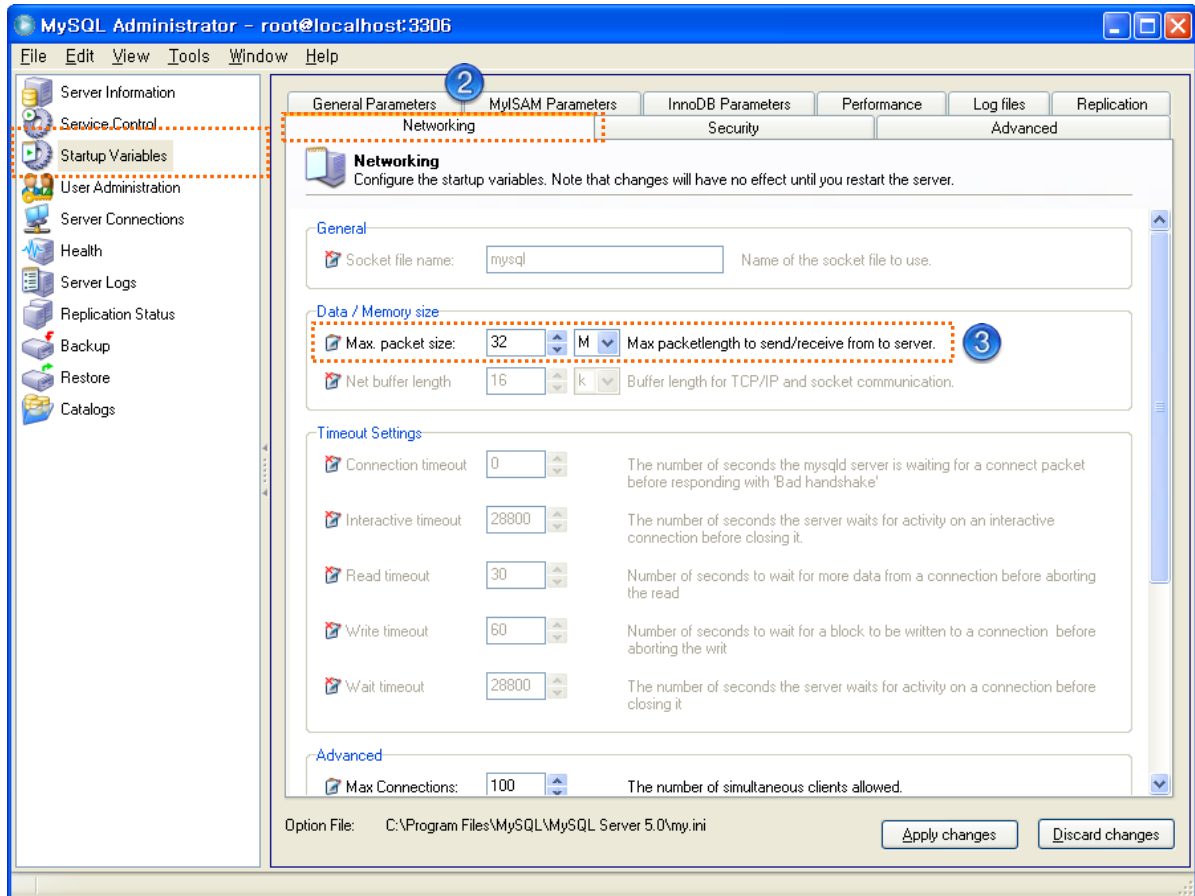 MySQL Administrator - root@localhost:3306
File Edit View Tools Window Help
Server Information
Service Control
Startup Variables
User Administration
Server Connections
Health
Server Logs
Replication Status
Backup
Restore
Catalogs
2
General Parameters MyISAM Parameters InnoDB Parameters Performance Log files Replication
Networking Security Advanced
Networking
Configure the startup variables. Note that changes will have no effect until you restart the server.
General
Socket file name: mysql Name of the socket file to use.
Data / Memory size
Max. packet size: 32 M Max packetlength to send/receive from to server. 3
Net buffer length 16 k Buffer length for TCP/IP and socket communication.
Timeout Settings
Connection timeout 0 The number of seconds the mysqld server is waiting for a connect packet
before responding with 'Bad handshake'
Interactive timeout 28800 The number of seconds the server waits for activity on an interactive
connection before closing it.
Read timeout 30 Number of seconds to wait for more data from a connection before aborting
the read
Write timeout 60 Number of seconds to wait for a block to be written to a connection before
aborting the writ
Wait timeout 28800 The number of seconds the server waits for activity on a connection before
closing it
Advanced
Max Connections: 100 The number of simultaneous clients allowed.
Option File: C:\Program Files\MySQL\MySQL Server 5.0\my.ini
Apply changes Discard changes